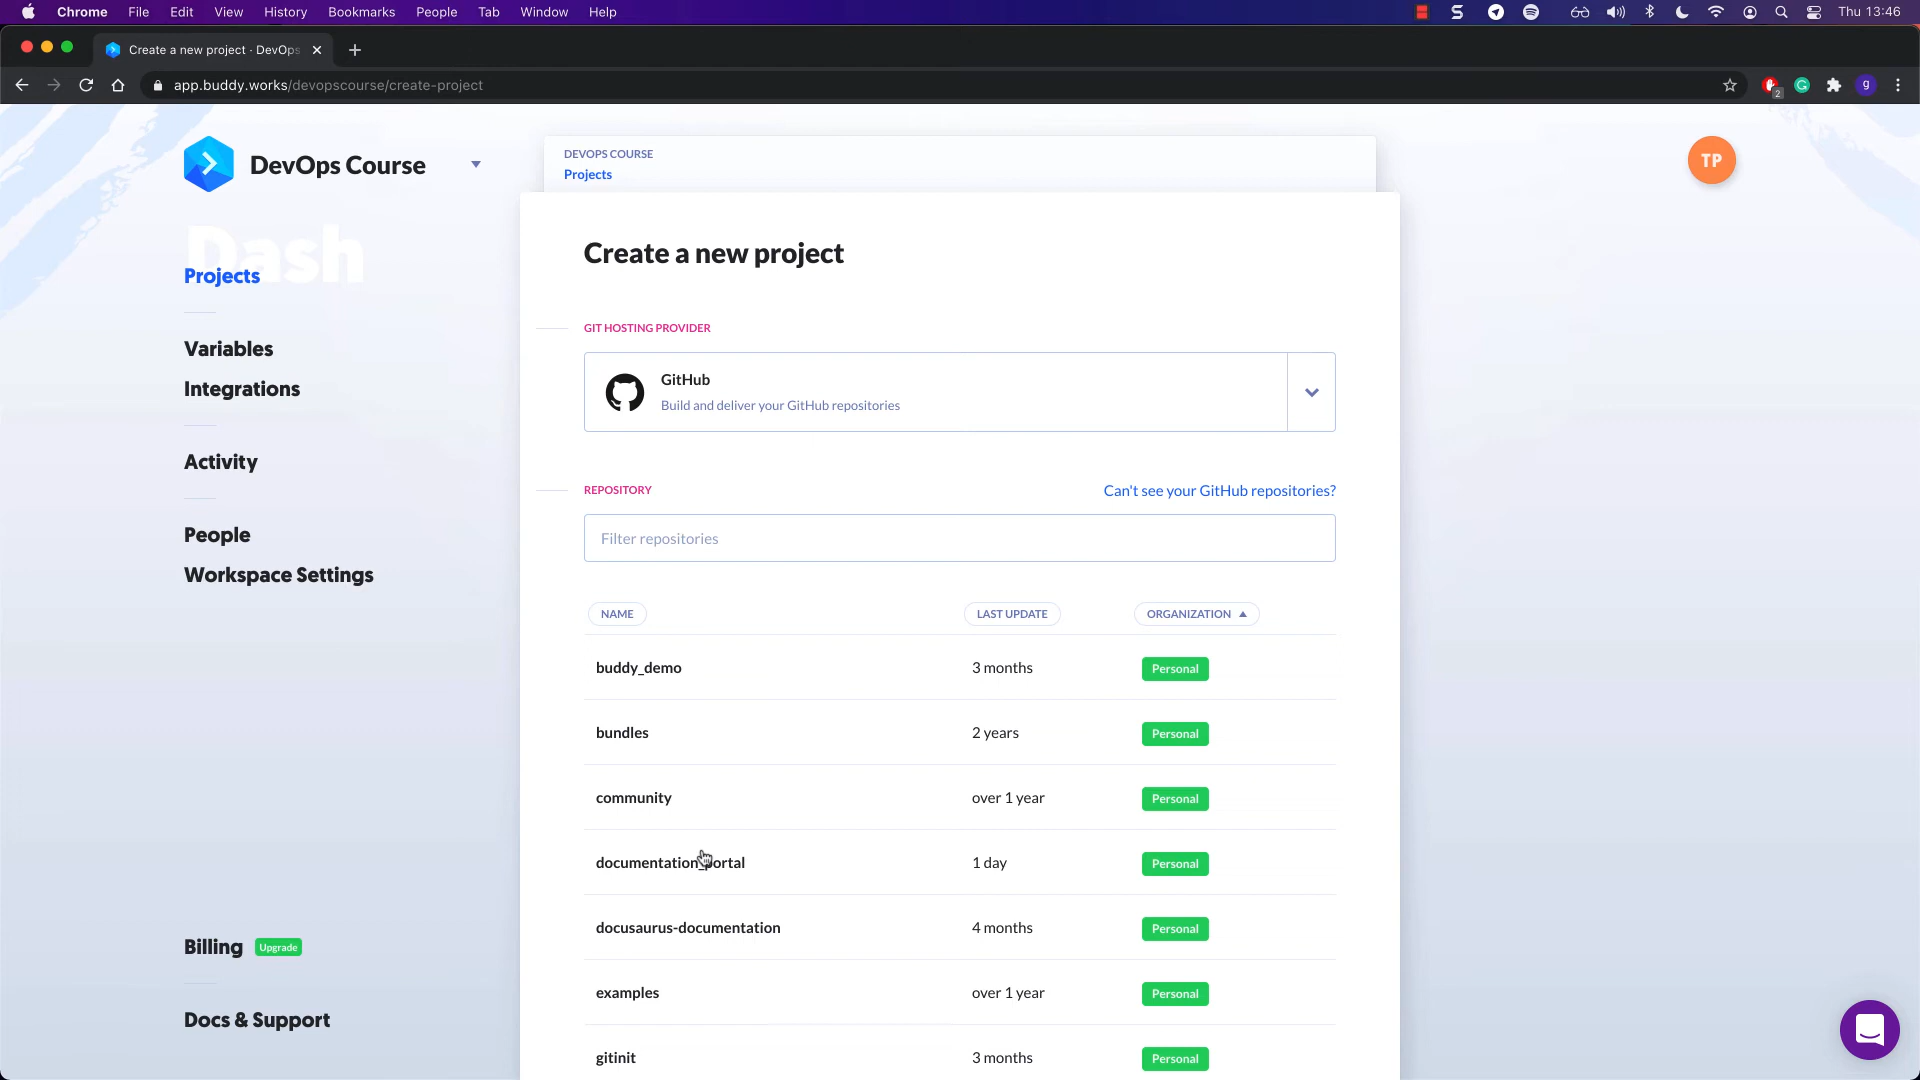 Chrome File Edit View History Bookmarks People Tab Window Help Thu 13:46
Create a new project · DevOps
app.buddy.works/devopscourse/create-project
g
2
DevOps Course
DEVOPS COURSE
Projects
TP
Dash
Projects
Variables
Integrations
Activity
People
Workspace Settings
Billing Upgrade
Docs & Support
Create a new project
GIT HOSTING PROVIDER
GitHub
Build and deliver your GitHub repositories
REPOSITORY Can't see your GitHub repositories?
Filter repositories
NAME LAST UPDATE ORGANIZATION
buddy_demo 3 months Personal
bundles 2 years Personal
community over 1 year Personal
documentation_portal 1 day Personal
docusaurus-documentation 4 months Personal
examples over 1 year Personal
gitinit 3 months Personal